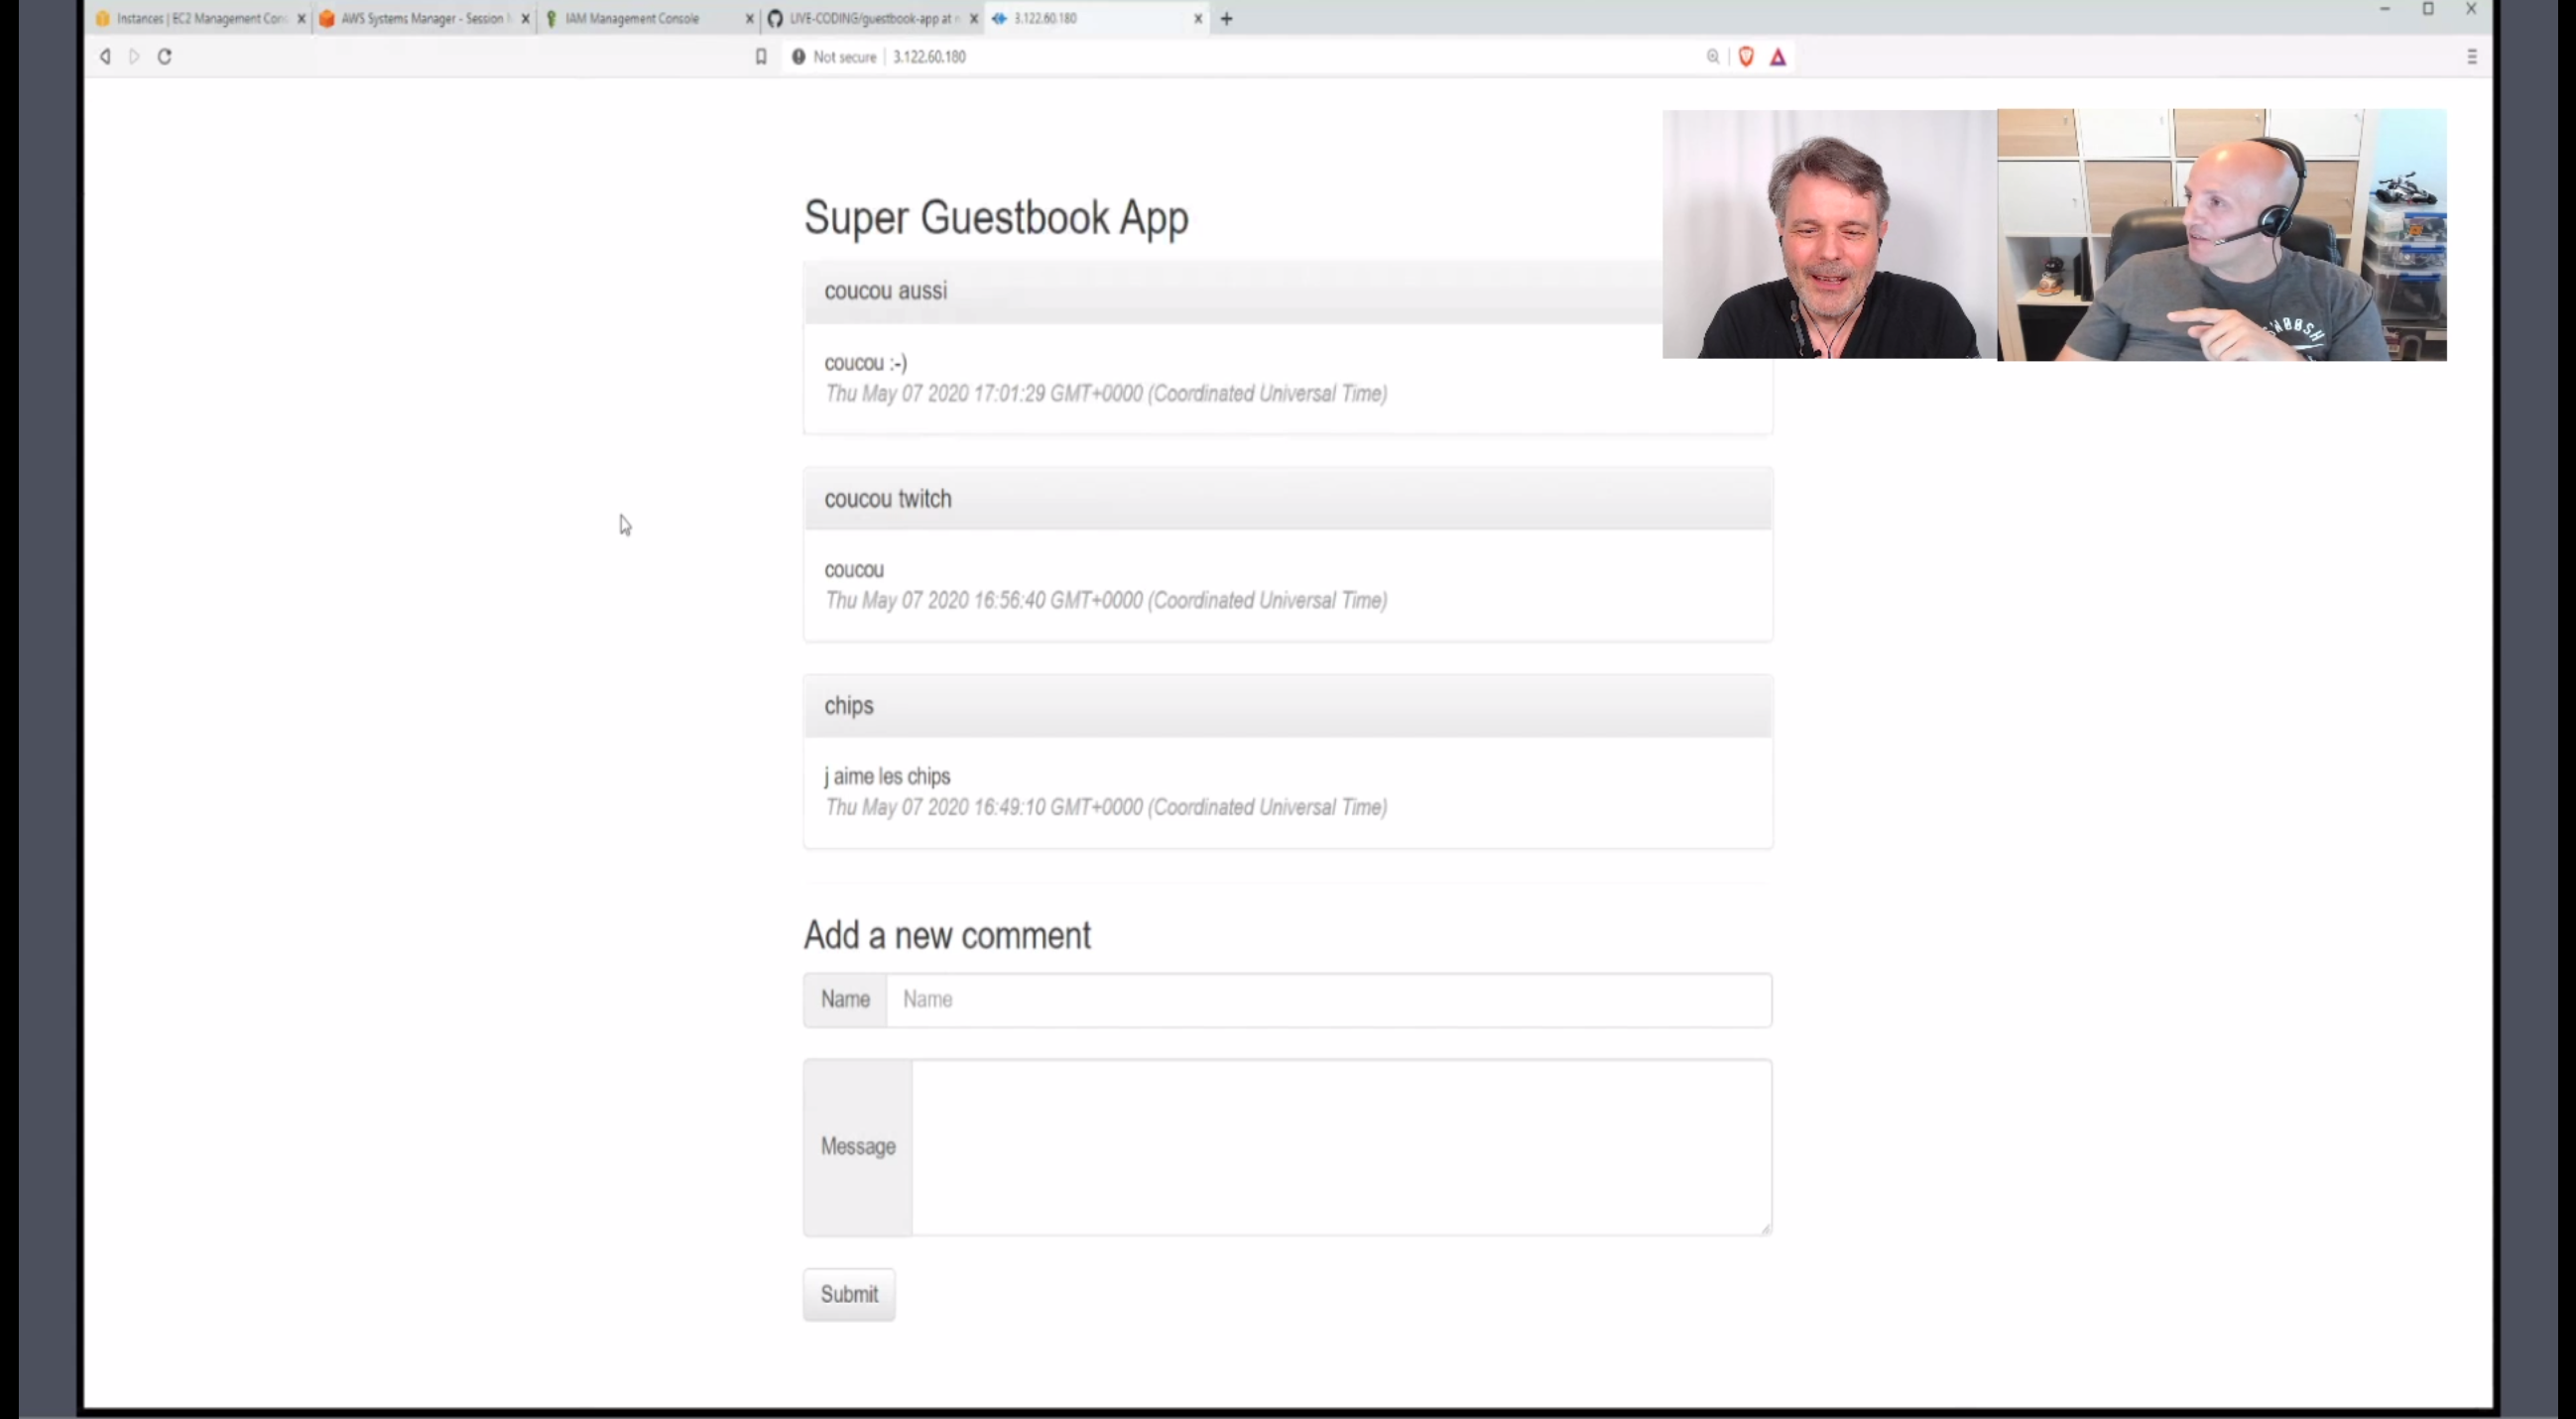 Instances | EC2 Management Con
AWS Systems Manager - Session
IAM Management Console
LIVE-CODING/guestbook-app at
3.122.60.180
Not secure | 3.122.60.180
Super Guestbook App
coucou aussi
coucou :-)
Thu May 07 2020 17:01:29 GMT+0000 (Coordinated Universal Time)
coucou twitch
coucou
Thu May 07 2020 16:56:40 GMT+0000 (Coordinated Universal Time)
chips
j aime les chips
Thu May 07 2020 16:49:10 GMT+0000 (Coordinated Universal Time)
Add a new comment
Name
Name
Message
Submit